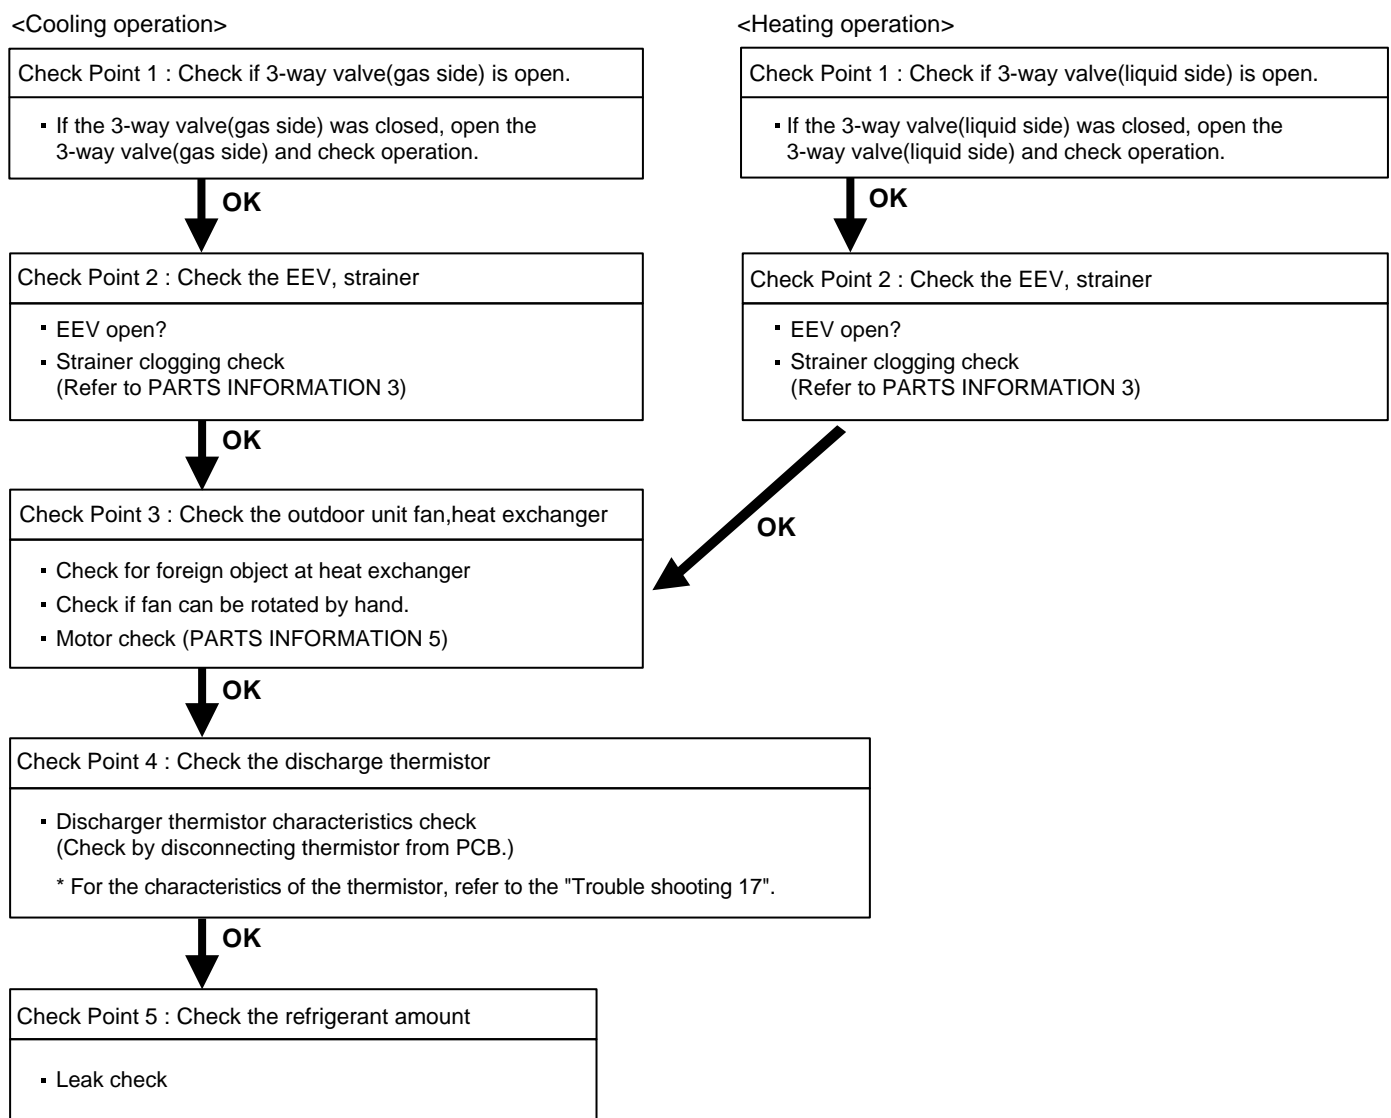 <Cooling operation>
Check Point 1 : Check if 3-way valve(gas side) is open.
▪ If the 3-way valve(gas side) was closed, open the
3-way valve(gas side) and check operation.
OK
Check Point 2 : Check the EEV, strainer
▪ EEV open?
▪ Strainer clogging check
(Refer to PARTS INFORMATION 3)
OK
<Heating operation>
Check Point 1 : Check if 3-way valve(liquid side) is open.
▪ If the 3-way valve(liquid side) was closed, open the
3-way valve(liquid side) and check operation.
OK
Check Point 2 : Check the EEV, strainer
▪ EEV open?
▪ Strainer clogging check
(Refer to PARTS INFORMATION 3)
OK
Check Point 3 : Check the outdoor unit fan,heat exchanger
▪ Check for foreign object at heat exchanger
▪ Check if fan can be rotated by hand.
▪ Motor check (PARTS INFORMATION 5)
OK
Check Point 4 : Check the discharge thermistor
▪ Discharger thermistor characteristics check
(Check by disconnecting thermistor from PCB.)
* For the characteristics of the thermistor, refer to the "Trouble shooting 17".
OK
Check Point 5 : Check the refrigerant amount
▪ Leak check